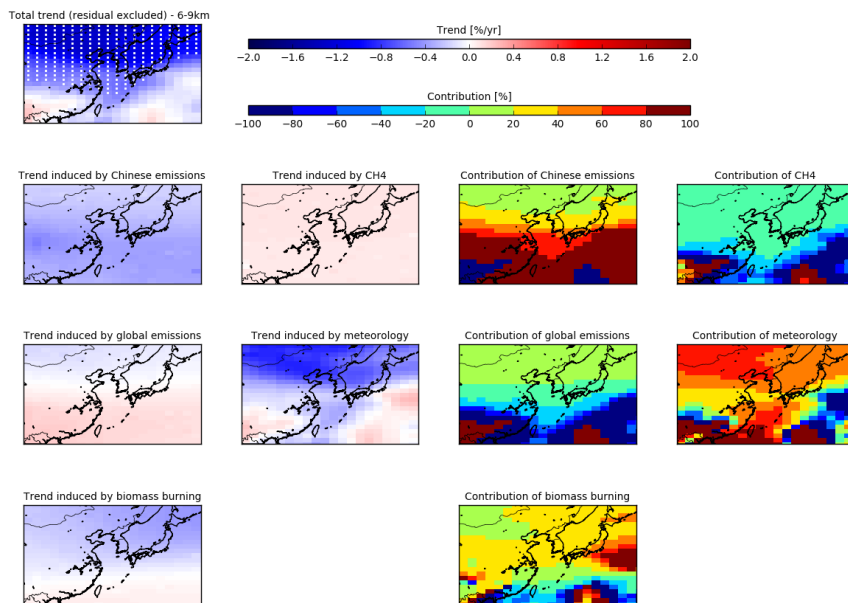 Total trend (residual excluded) - 6-9km
Trend [%/yr]
−2.0 −1.6 −1.2 −0.8 −0.4 0.0 0.4 0.8 1.2 1.6 2.0
Contribution [%]
−100 −80 −60 −40 −20 0 20 40 60 80 100
Trend induced by Chinese emissions
Trend induced by CH4
Contribution of Chinese emissions
Contribution of CH4
Trend induced by global emissions
Trend induced by meteorology
Contribution of global emissions
Contribution of meteorology
Trend induced by biomass burning
Contribution of biomass burning